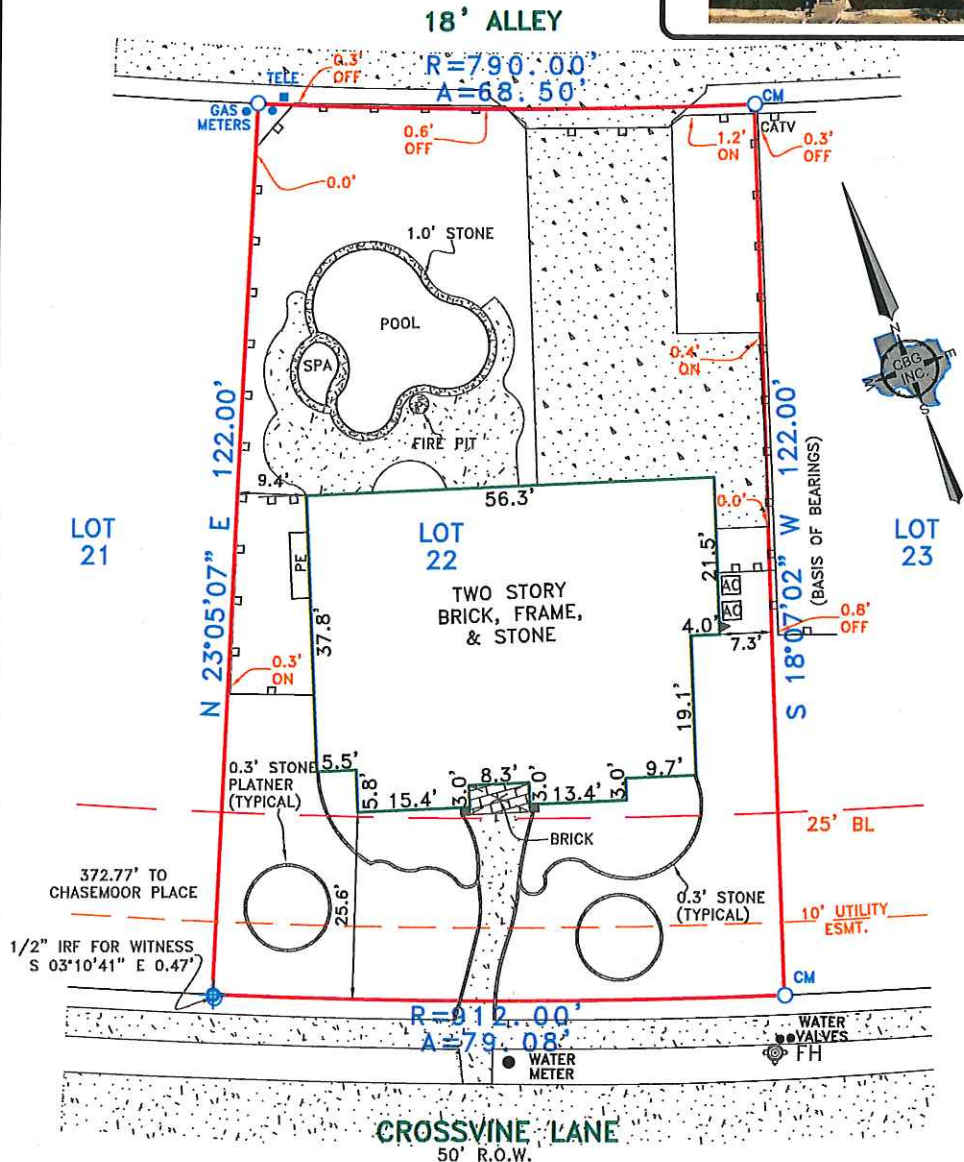 18' ALLEY
R=790.00'
A=68.50'
0.3'
OFF
TELE
GAS
METERS
CM
CATV
0.6'
OFF
1.2'
ON
0.3'
OFF
0.0'
1.0' STONE
POOL
SPA
FIRE PIT
0.4'
ON
N
E
S
CBG
INC.
122.00'
122.00'
(BASIS OF BEARINGS)
9.4'
56.3'
0.0'
LOT
21
LOT
22
LOT
23
PE
TWO STORY
BRICK, FRAME,
& STONE
21.5'
AC
AC
4.0'
7.3'
0.8'
OFF
37.8'
N 23°05'07" E
S 18°07'02" W
0.3'
ON
19.1'
0.3' STONE
PLATNER
(TYPICAL)
5.5'
5.8'
15.4'
3.0'
8.3'
3.0'
13.4'
3.0'
9.7'
BRICK
25' BL
372.77' TO
CHASEMOOR PLACE
25.6'
0.3' STONE
(TYPICAL)
10' UTILITY
ESMT.
1/2" IRF FOR WITNESS
S 03°10'41" E 0.47'
CM
R=912.00'
A=79.08'
WATER
METER
WATER
VALVES
FH
CROSSVINE LANE
50' R.O.W.